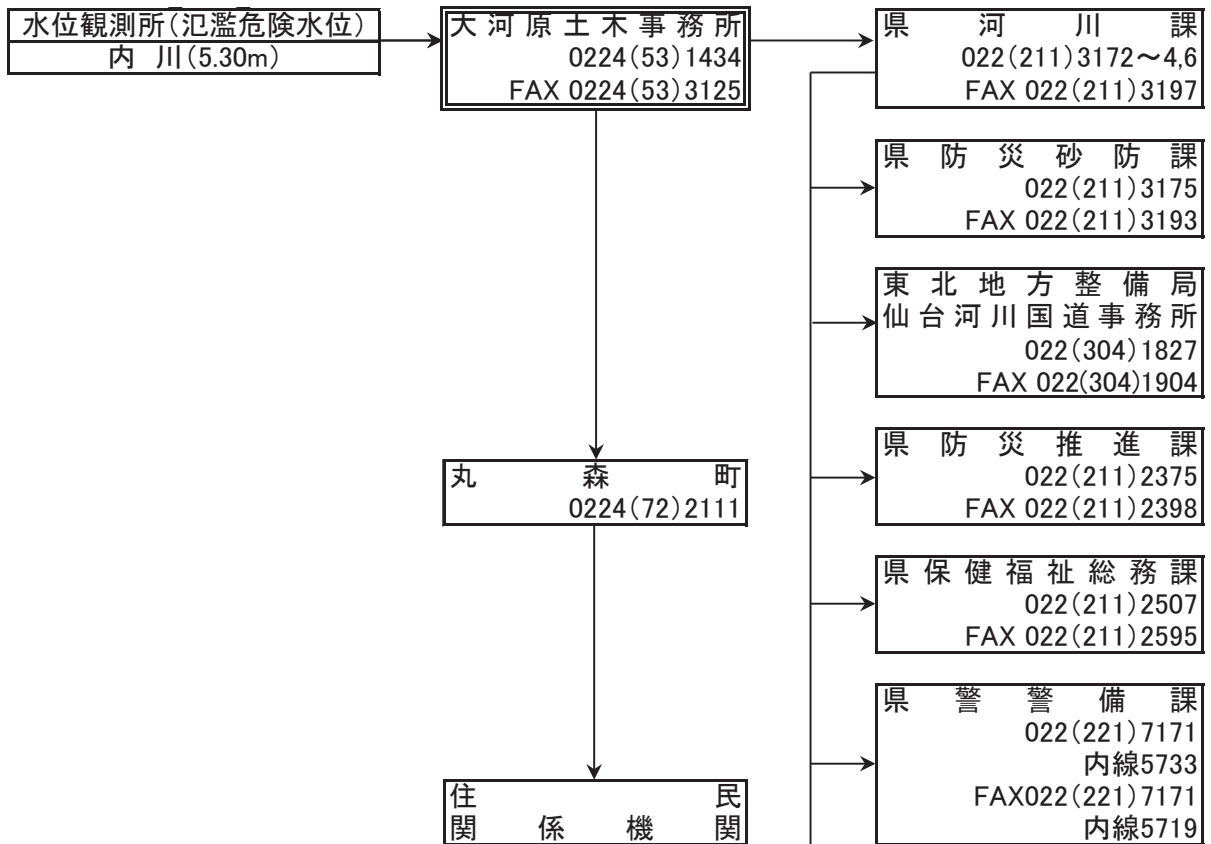 水位観測所(氾濫危険水位)
内 川(5.30m)
大河原土木事務所
0224(53)1434
FAX 0224(53)3125
県河川課
022(211)3172～4,6
FAX 022(211)3197
県防災砂防課
022(211)3175
FAX 022(211)3193
東北地方整備局
仙台河川国道事務所
022(304)1827
FAX 022(304)1904
丸森町
0224(72)2111
県防災推進課
022(211)2375
FAX 022(211)2398
県保健福祉総務課
022(211)2507
FAX 022(211)2595
県警警備課
022(221)7171
内線5733
FAX022(221)7171
内線5719
住民
関係機関